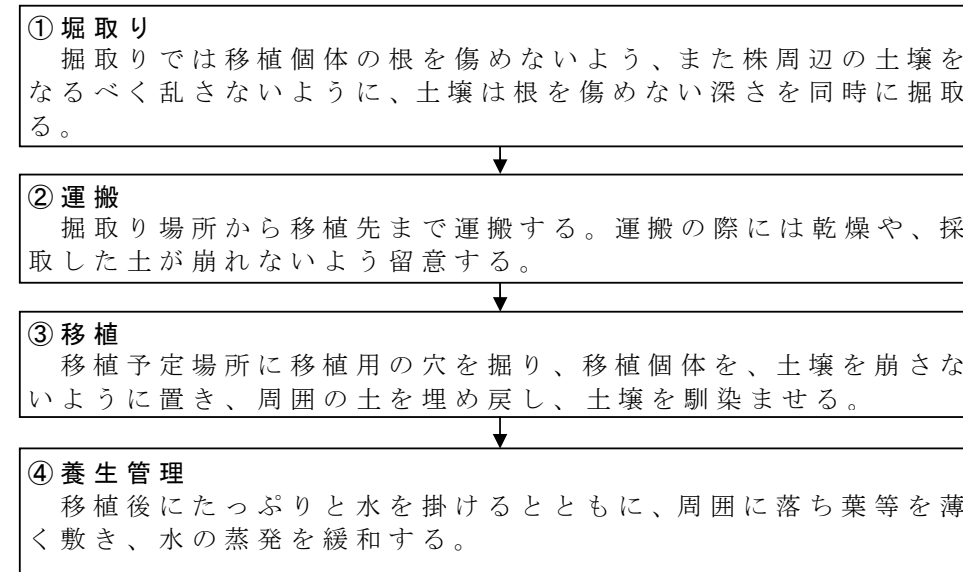 ①堀取り
掘取りでは移植個体の根を傷めないよう、また株周辺の土壌を
なるべく乱さないように、土壌は根を傷めない深さを同時に掘取
る。
②運搬
掘取り場所から移植先まで運搬する。運搬の際には乾燥や、採
取した土が崩れないよう留意する。
③移植
移植予定場所に移植用の穴を掘り、移植個体を、土壌を崩さな
いように置き、周囲の土を埋め戻し、土壌を馴染ませる。
④養生管理
移植後にたっぷりと水を掛けるとともに、周囲に落ち葉等を薄
く敷き、水の蒸発を緩和する。